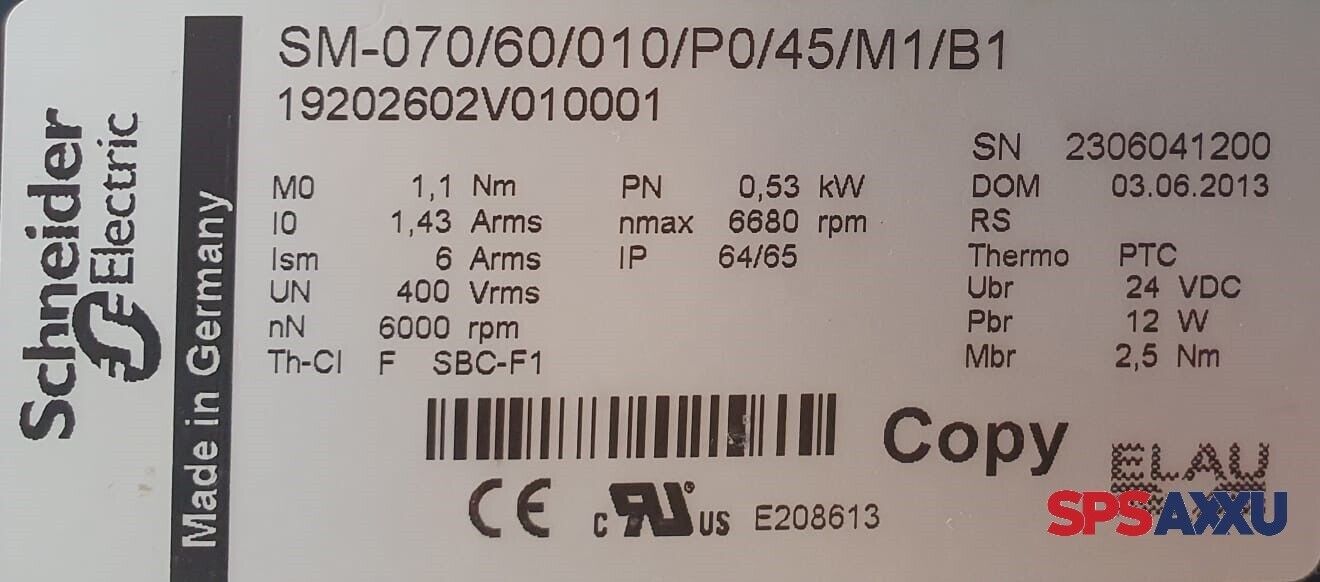 Schneider
Electric
Made in Germany
SM-070/60/010/P0/45/M1/B1
19202602V010001
SN 2306041200
M0 1,1 Nm PN 0,53 kW DOM 03.06.2013
I0 1,43 Arms nmax 6680 rpm RS
Ism 6 Arms IP 64/65 Thermo PTC
UN 400 Vrms Ubr 24 VDC
nN 6000 rpm Pbr 12 W
Th-Cl F SBC-F1 Mbr 2,5 Nm
Copy
ELAU
CE c RU ® US E208613
SPSAXXU